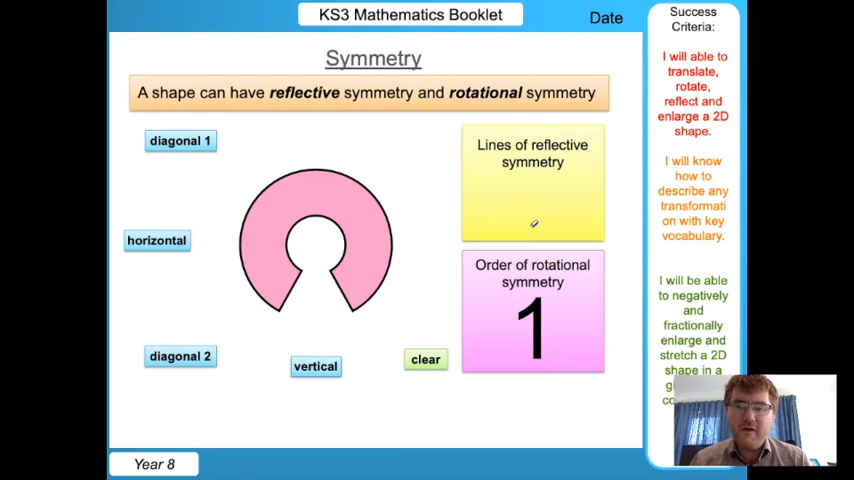 KS3 Mathematics Booklet
Date
Symmetry
A shape can have reflective symmetry and rotational symmetry
diagonal 1
horizontal
diagonal 2
vertical
clear
Lines of reflective
symmetry
Order of rotational
symmetry
1
Year 8
Success
Criteria:
I will able to
translate,
rotate,
reflect and
enlarge a 2D
shape.
I will know
how to
describe any
transformati
on with key
vocabulary.
I will be able
to negatively
and
fractionally
enlarge and
stretch a 2D
shape in a